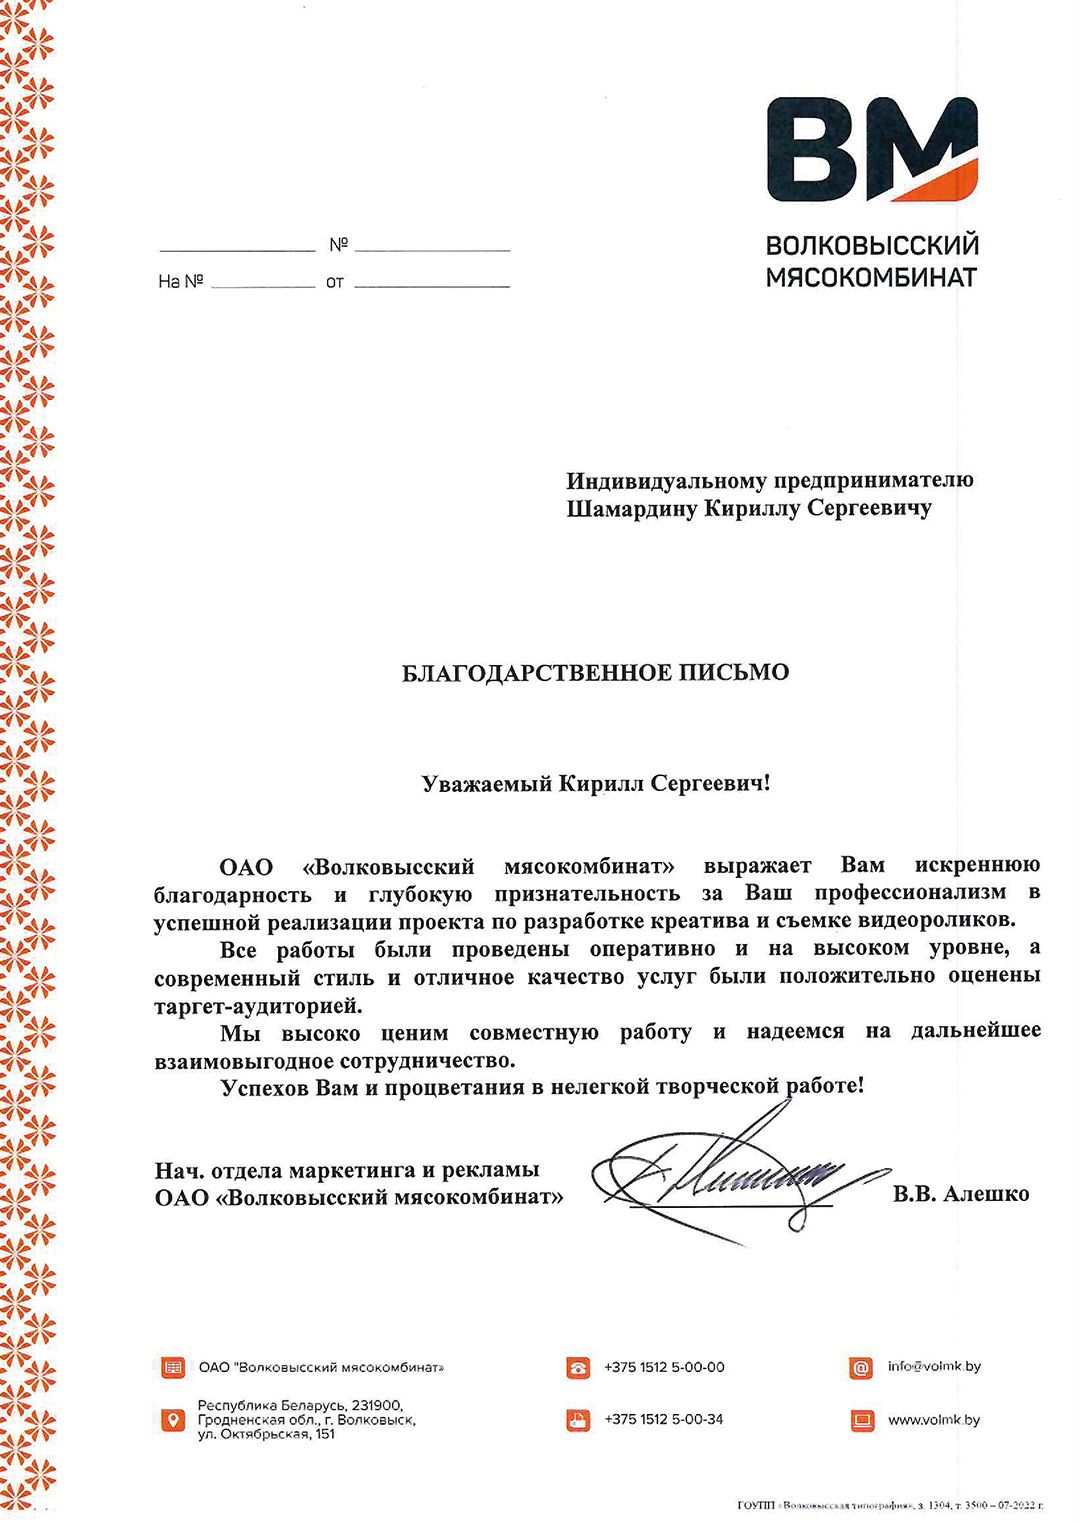 ВМ
ВОЛКОВЫССКИЙ
МЯСОКОМБИНАТ
№
На № от
Индивидуальному предпринимателю
Шамардину Кириллу Сергеевичу
БЛАГОДАРСТВЕННОЕ ПИСЬМО
Уважаемый Кирилл Сергеевич!
ОАО «Волковысский мясокомбинат» выражает Вам искреннюю
благодарность и глубокую признательность за Ваш профессионализм в
успешной реализации проекта по разработке креатива и съемке видеороликов.
Все работы были проведены оперативно и на высоком уровне, а
современный стиль и отличное качество услуг были положительно оценены
таргет-аудиторией.
Мы высоко ценим совместную работу и надеемся на дальнейшее
взаимовыгодное сотрудничество.
Успехов Вам и процветания в нелегкой творческой работе!
Нач. отдела маркетинга и рекламы
ОАО «Волковысский мясокомбинат»
В.В. Алешко
ОАО "Волковысский мясокомбинат»
Республика Беларусь, 231900,
Гродненская обл., г. Волковыск,
ул. Октябрьская, 151
+375 1512 5-00-00
+375 1512 5-00-34
info@volmk.by
www.volmk.by
ГОУПП «Волковысская типография», з. 1304, т. 3500 – 07-2022 г.